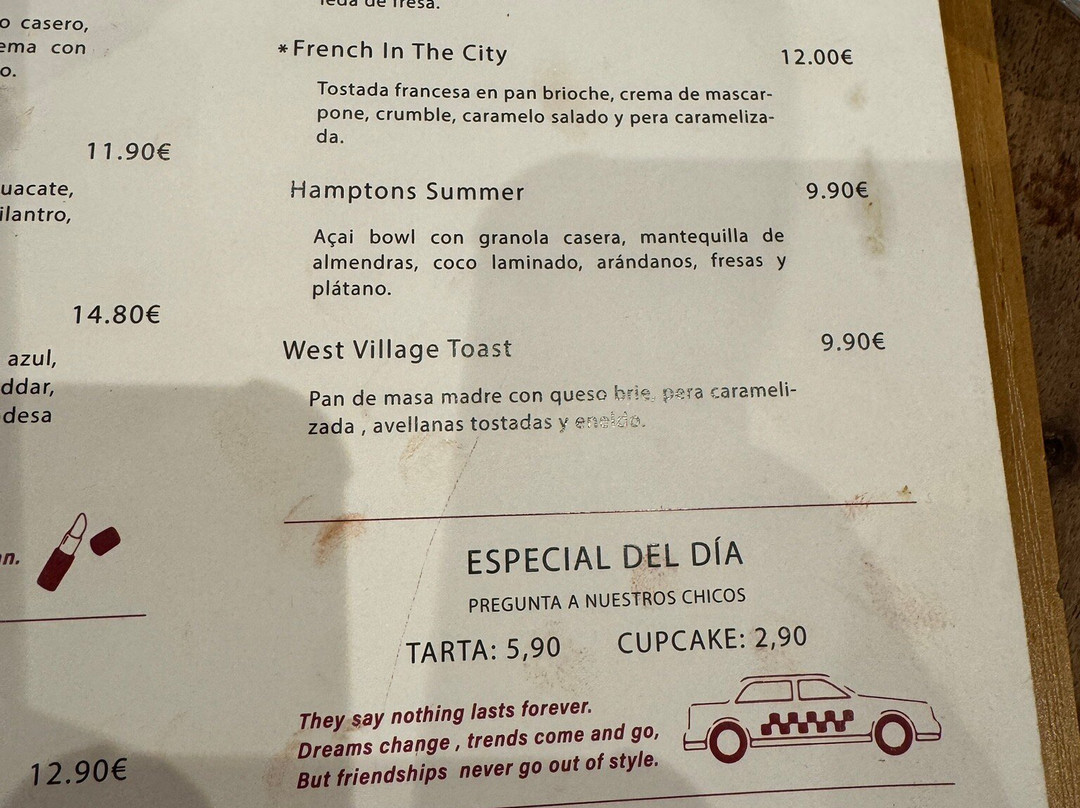 o casero,
ema con
o.
11.90€
uacate,
ilantro,
14.80€
azul,
ddar,
desa
n.
12.90€
leda de fresa.
*French In The City 12.00€
Tostada francesa en pan brioche, crema de mascar-
pone, crumble, caramelo salado y pera carameliza-
da.
Hamptons Summer 9.90€
Açai bowl con granola casera, mantequilla de
almendras, coco laminado, arándanos, fresas y
plátano.
West Village Toast 9.90€
Pan de masa madre con queso brie, pera carameli-
zada , avellanas tostadas y eneldo.
ESPECIAL DEL DÍA
PREGUNTA A NUESTROS CHICOS
TARTA: 5,90 CUPCAKE: 2,90
They say nothing lasts forever.
Dreams change , trends come and go,
But friendships never go out of style.